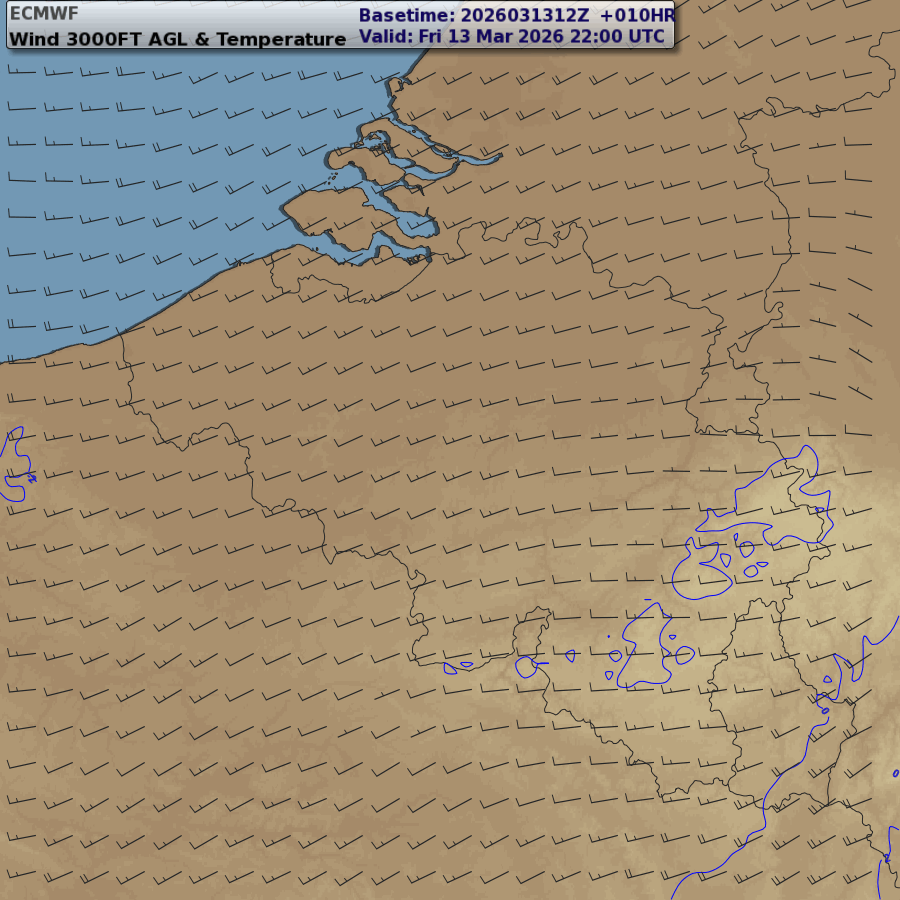 ECMWF
Basetime: 2026031312Z +010HR
Wind 3000FT AGL & Temperature
Valid: Fri 13 Mar 2026 22:00 UTC